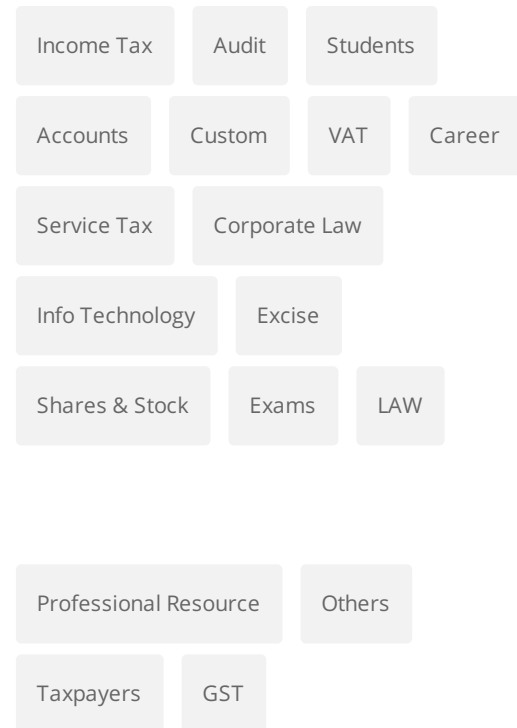 Income Tax Audit Students
Accounts Custom VAT Career
Service Tax Corporate Law
Info Technology Excise
Shares & Stock Exams LAW
Professional Resource Others
Taxpayers GST